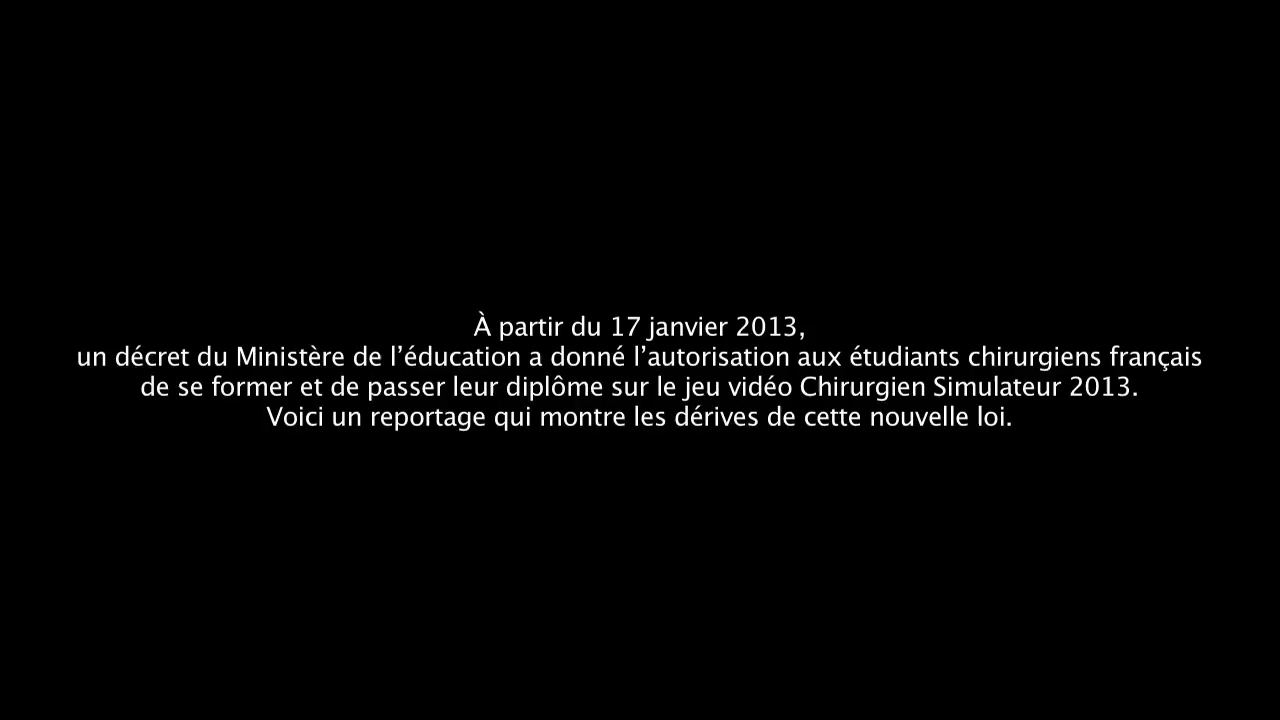 À partir du 17 janvier 2013,
un décret du Ministère de l’éducation a donné l’autorisation aux étudiants chirurgiens français
de se former et de passer leur diplôme sur le jeu vidéo Chirurgien Simulateur 2013.
Voici un reportage qui montre les dérives de cette nouvelle loi.